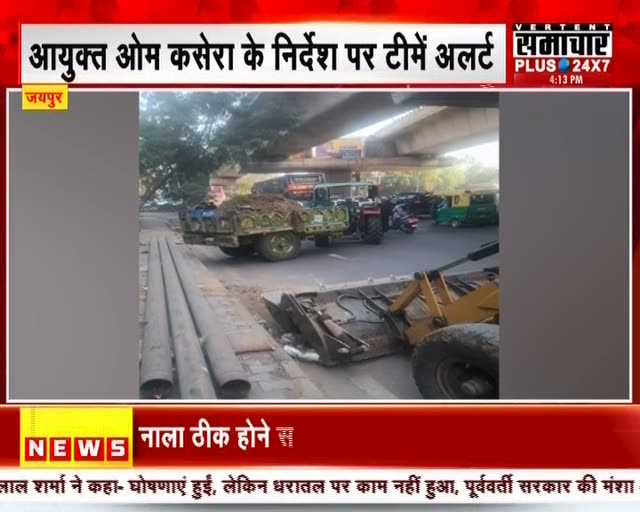 आयुक्त ओम कसेरा के निर्देश पर टीमें अलर्ट
VERTENT
समाचार
PLUS 24X7
4:13 PM
जयपुर
NEWS
नाला ठीक होने स
लाल शर्मा ने कहा- घोषणाएं हुईं, लेकिन धरातल पर काम नहीं हुआ, पूर्ववर्ती सरकार की मंशा